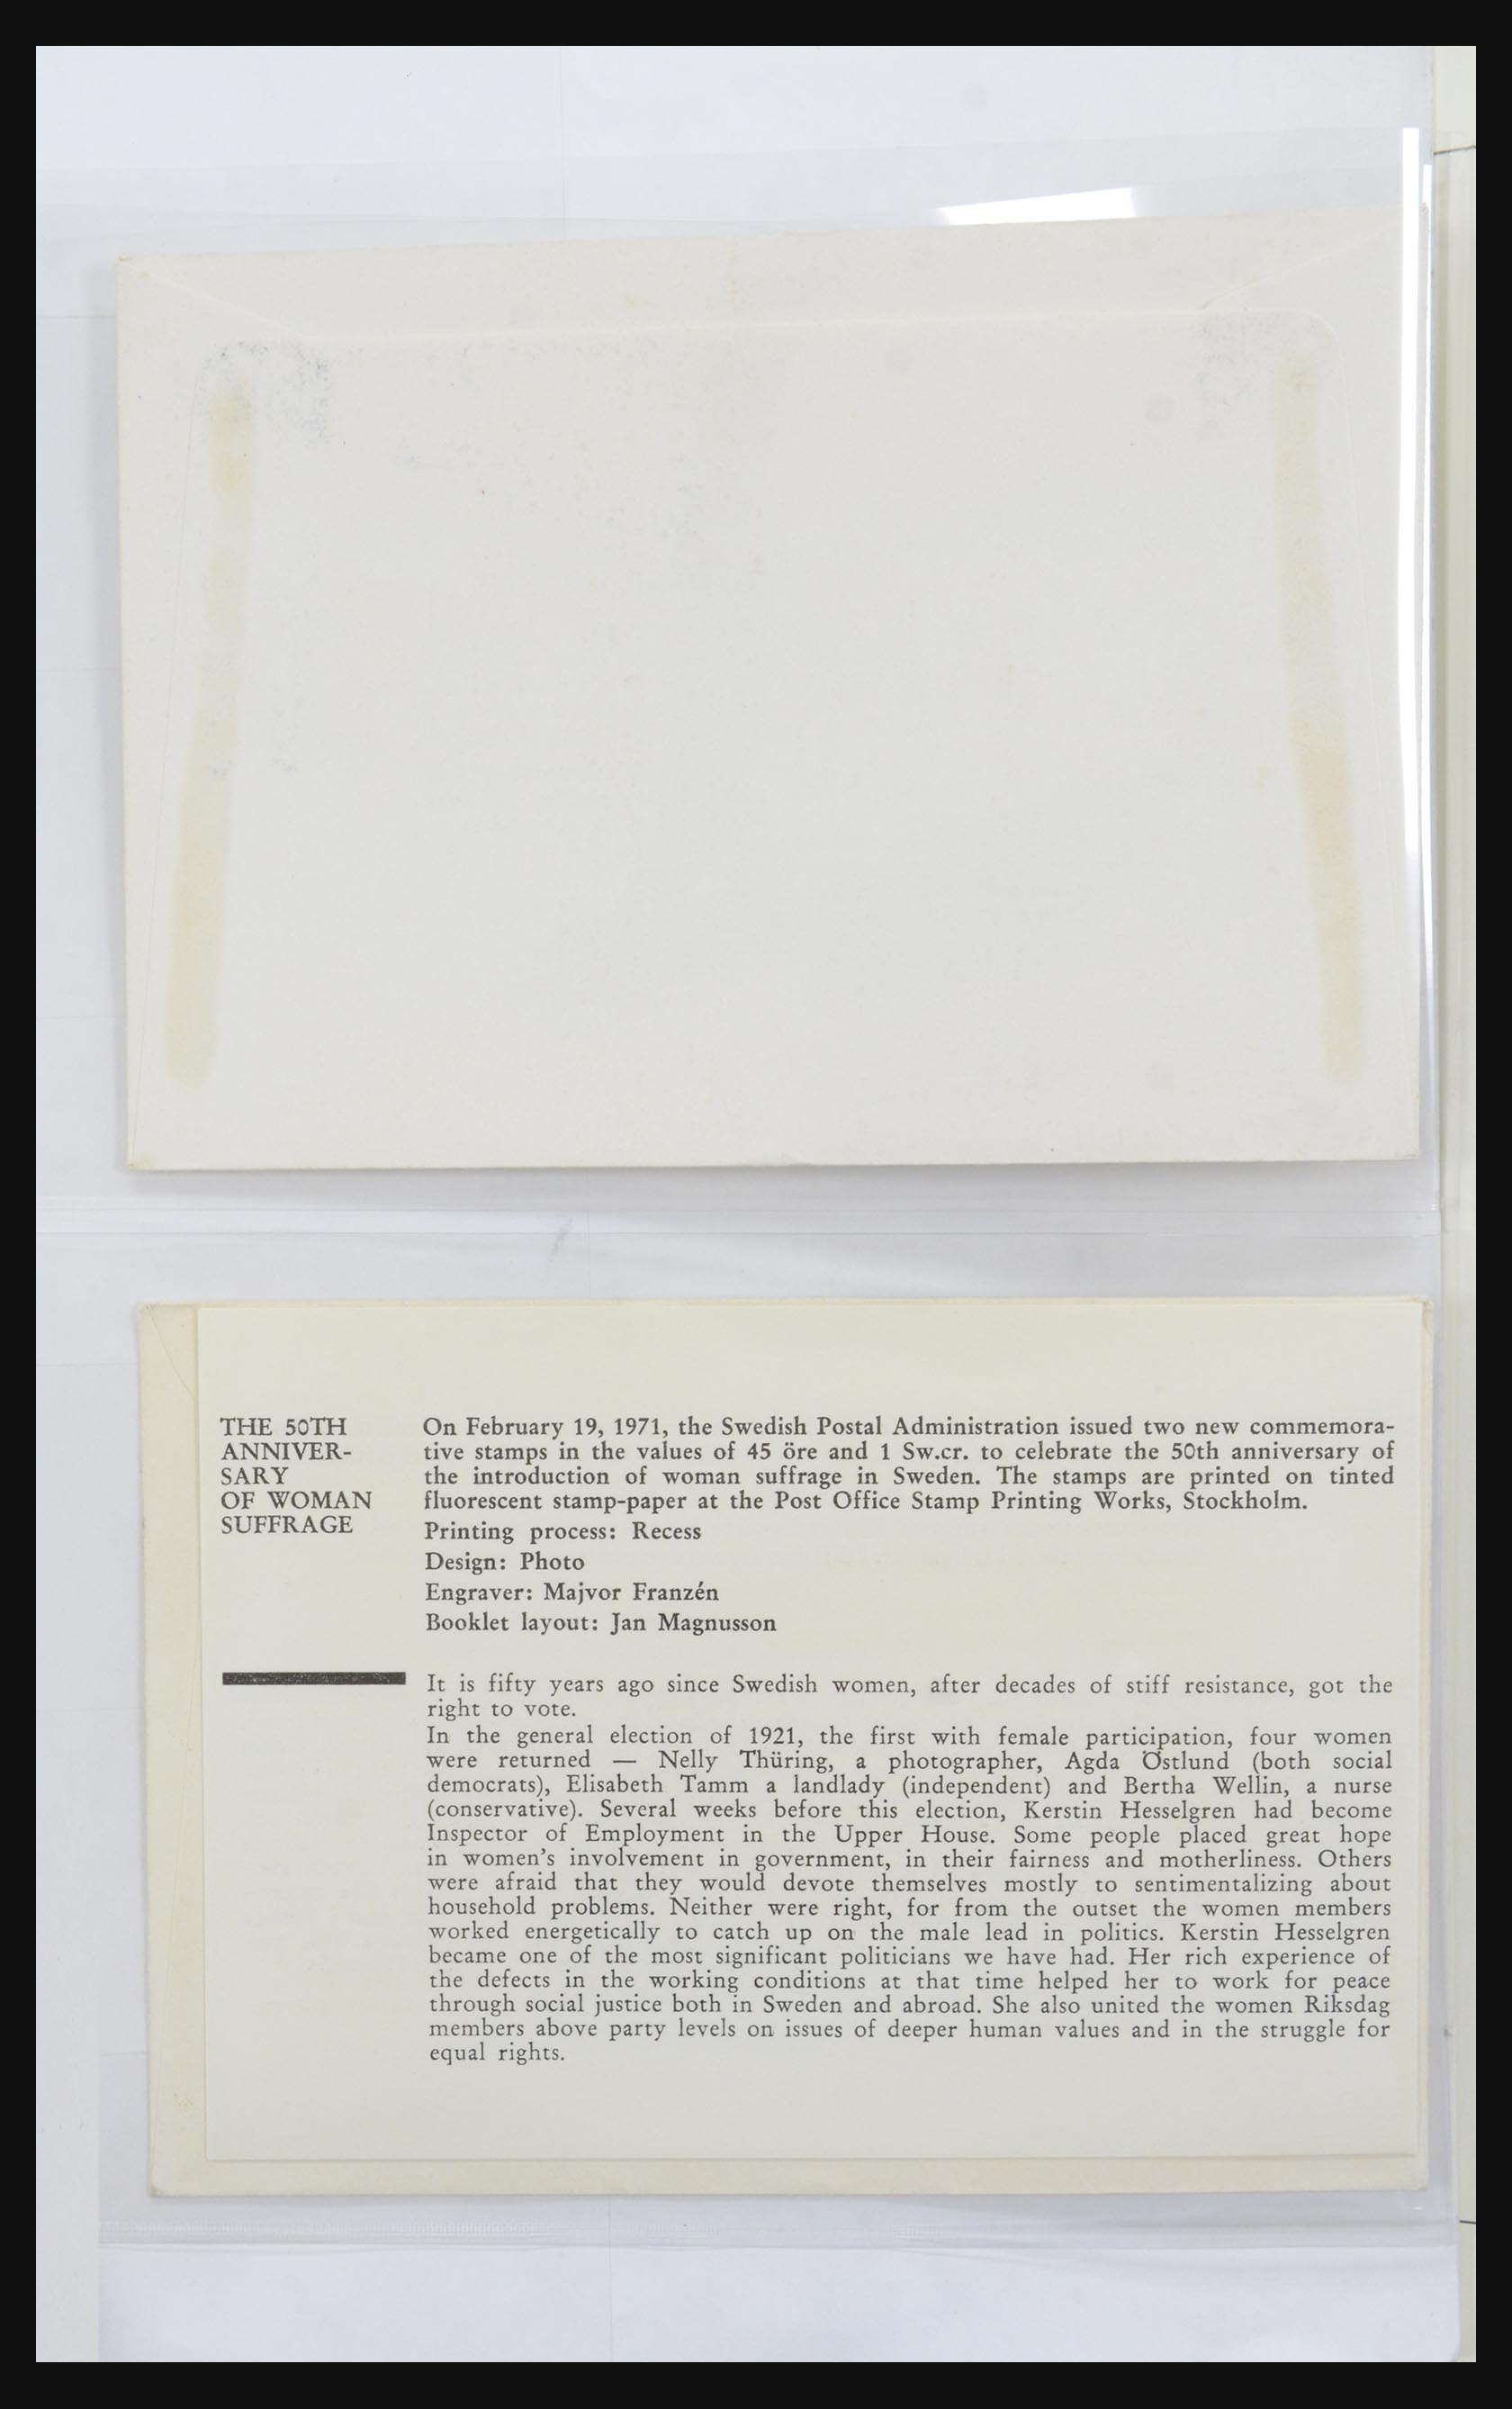 THE 50TH
ANNIVER-
SARY
OF WOMAN
SUFFRAGE
On February 19, 1971, the Swedish Postal Administration issued two new commemora-
tive stamps in the values of 45 öre and 1 Sw.cr. to celebrate the 50th anniversary of
the introduction of woman suffrage in Sweden. The stamps are printed on tinted
fluorescent stamp-paper at the Post Office Stamp Printing Works, Stockholm.
Printing process: Recess
Design: Photo
Engraver: Majvor Franzén
Booklet layout: Jan Magnusson
It is fifty years ago since Swedish women, after decades of stiff resistance, got the
right to vote.
In the general election of 1921, the first with female participation, four women
were returned — Nelly Thüring, a photographer, Agda Östlund (both social
democrats), Elisabeth Tamm a landlady (independent) and Bertha Wellin, a nurse
(conservative). Several weeks before this election, Kerstin Hesselgren had become
Inspector of Employment in the Upper House. Some people placed great hope
in women's involvement in government, in their fairness and motherliness. Others
were afraid that they would devote themselves mostly to sentimentalizing about
household problems. Neither were right, for from the outset the women members
worked energetically to catch up on the male lead in politics. Kerstin Hesselgren
became one of the most significant politicians we have had. Her rich experience of
the defects in the working conditions at that time helped her to work for peace
through social justice both in Sweden and abroad. She also united the women Riksdag
members above party levels on issues of deeper human values and in the struggle for
equal rights.